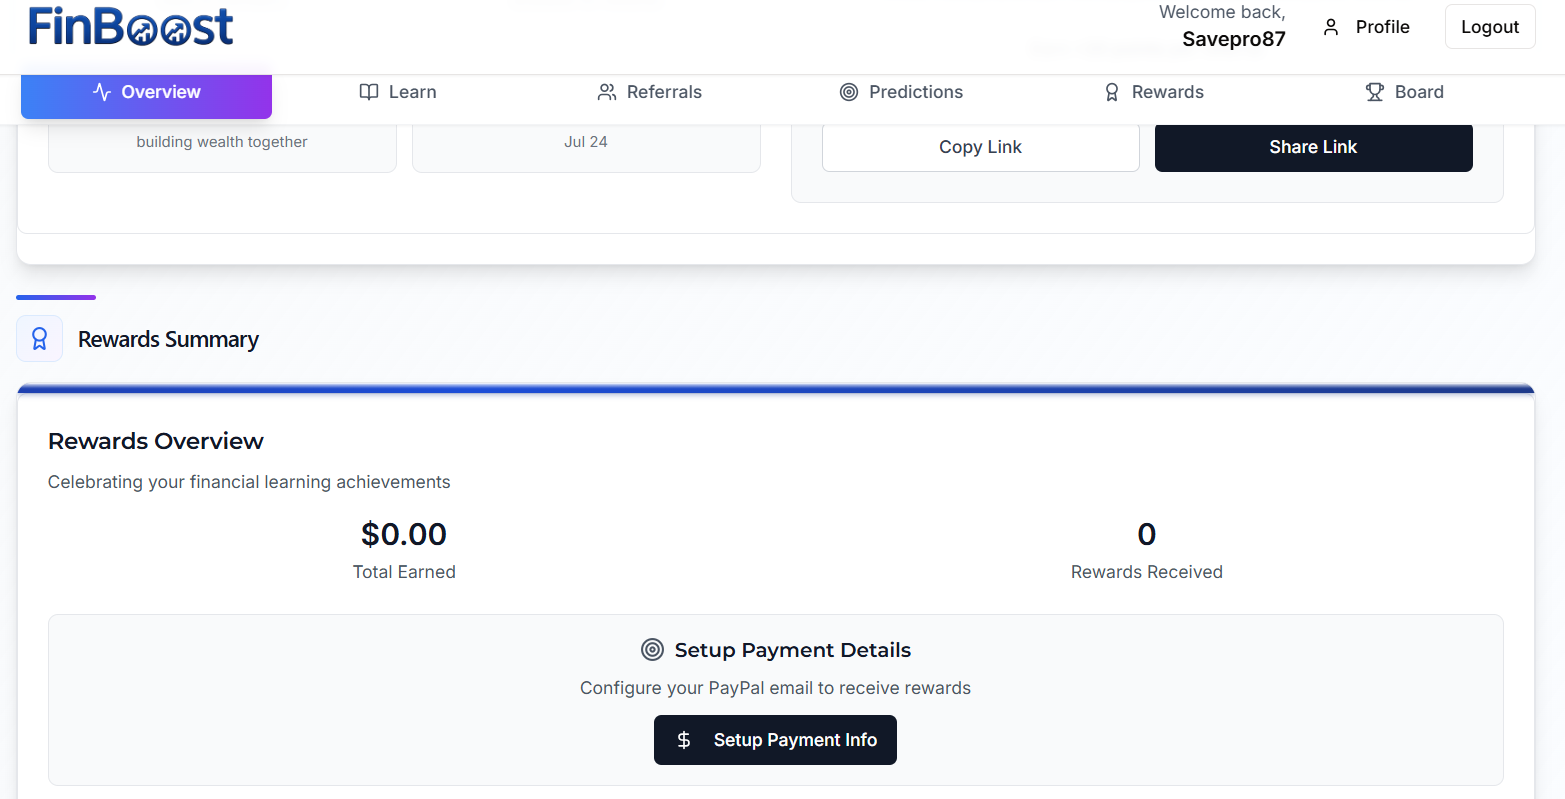 FinBoost
Welcome back,
Savepro87
Profile
Logout
Overview
Learn
Referrals
Predictions
Rewards
Board
building wealth together
Jul 24
Copy Link
Share Link
Rewards Summary
Rewards Overview
Celebrating your financial learning achievements
$0.00
Total Earned
0
Rewards Received
Setup Payment Details
Configure your PayPal email to receive rewards
$ Setup Payment Info